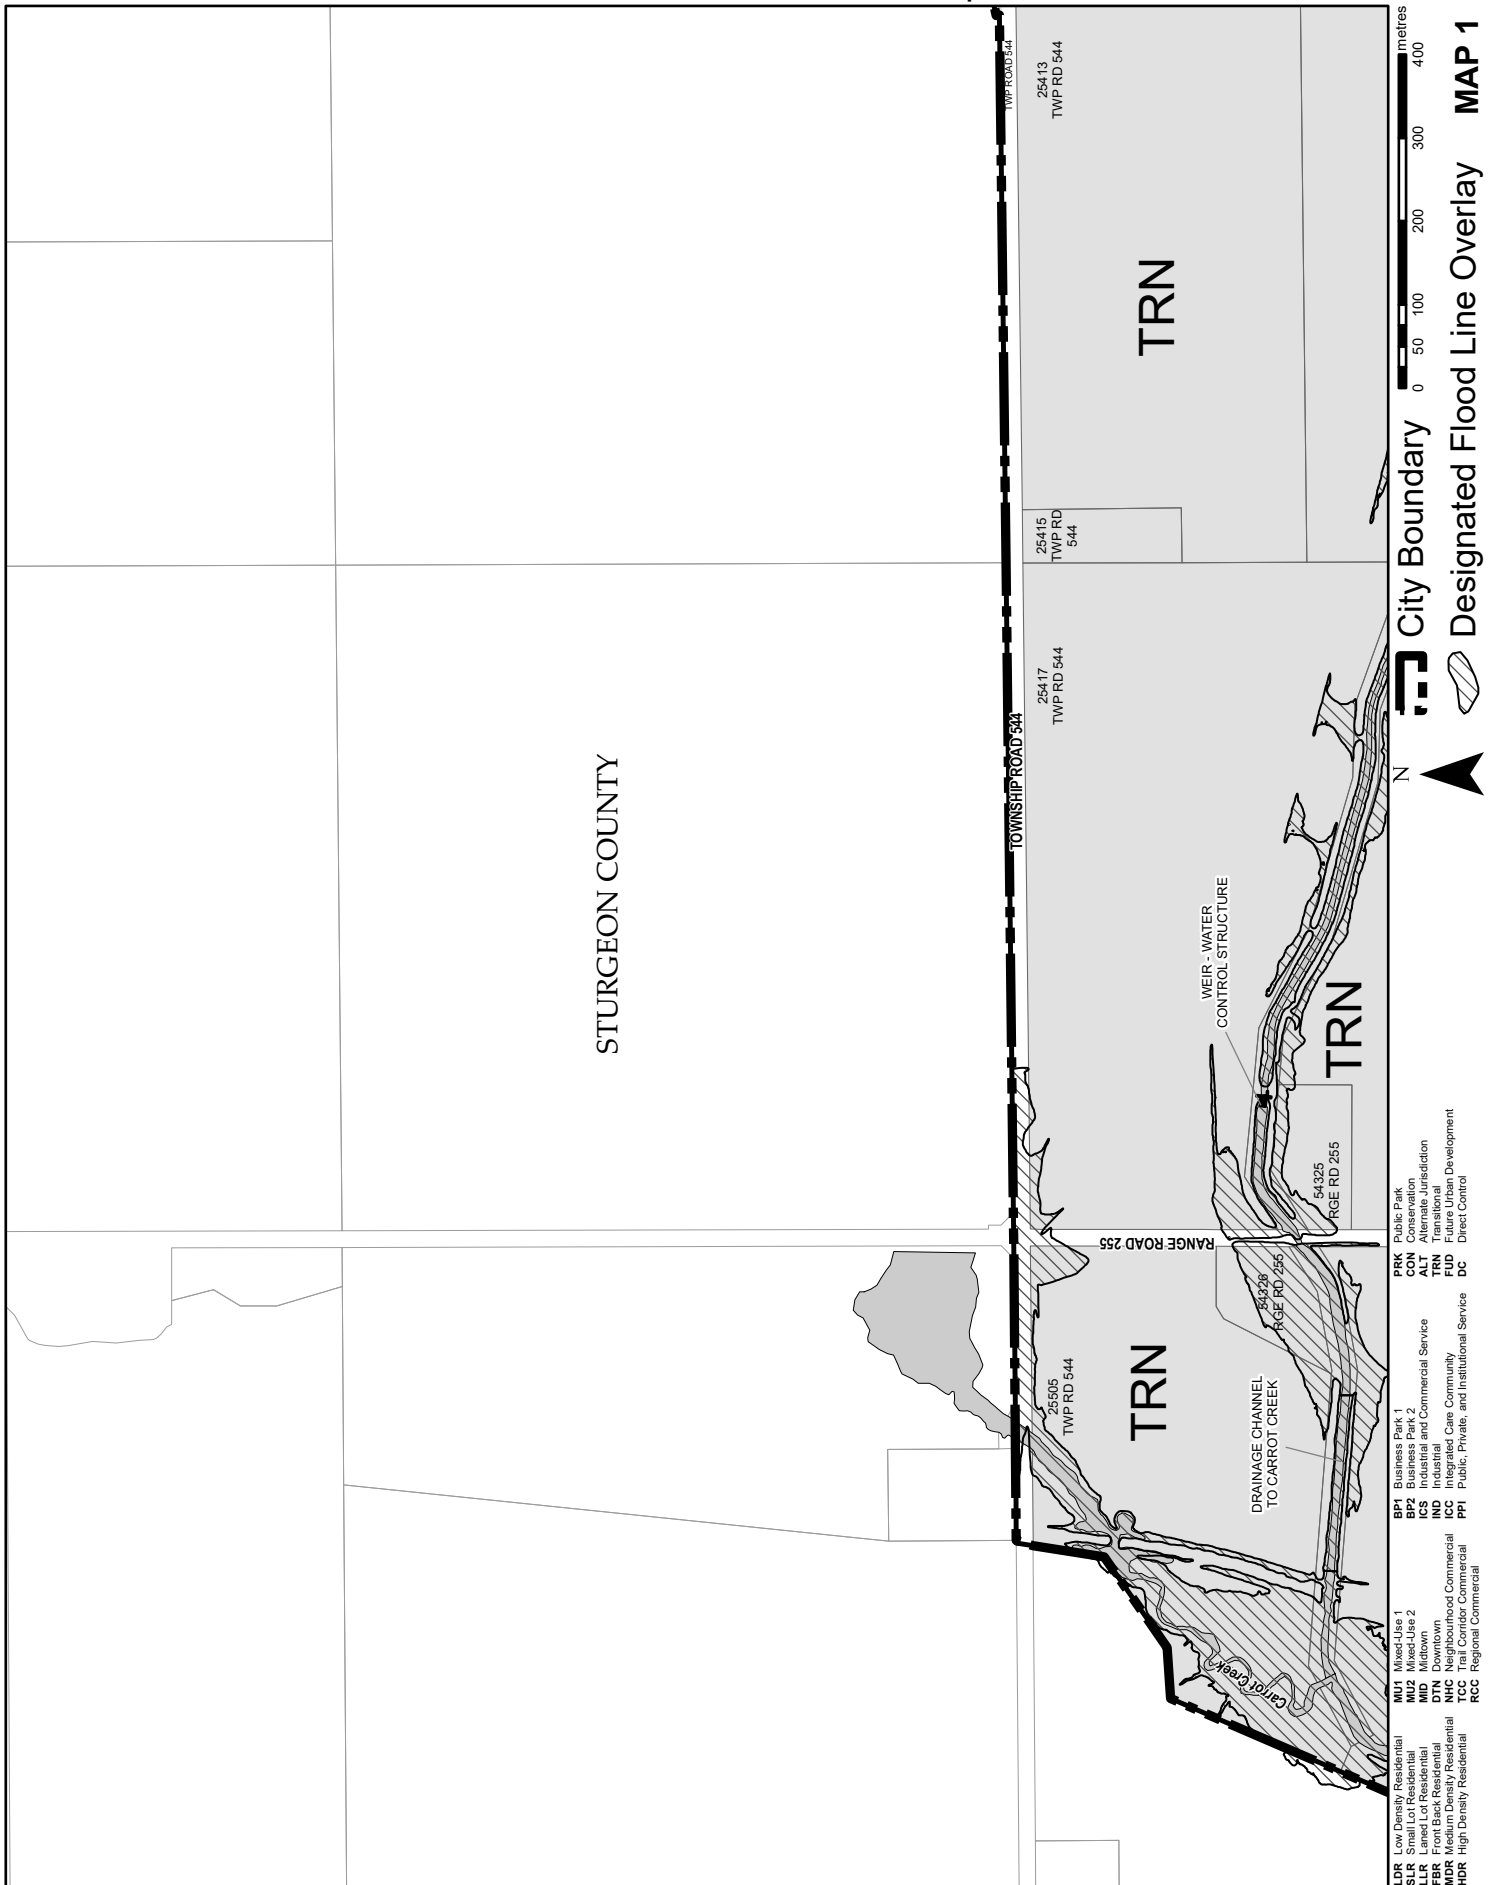 STURGEON COUNTY
TWP ROAD 544
25413
TWP RD 544
TRN
25415
TWP RD
544
25417
TWP RD 544
TOWNSHIP ROAD 544
WEIR - WATER
CONTROL STRUCTURE
TRN
54325
RGE RD 255
RANGE ROAD 255
54326
RGE RD 255
25505
TWP RD 544
TRN
DRAINAGE CHANNEL
TO CARROT CREEK
Carrot Creek
LDR Low Density Residential
SLR Small Lot Residential
LLR Laned Lot Residential
FBR Front Back Residential
MDR Medium Density Residential
HDR High Density Residential
MU1 Mixed-Use 1
MU2 Mixed-Use 2
MID Midtown
DTN Downtown
NHC Neighbourhood Commercial
TCC Trail Corridor Commercial
RCC Regional Commercial
BP1 Business Park 1
BP2 Business Park 2
ICS Industrial and Commercial Service
IND Industrial
ICC Integrated Care Community
PPI Public, Private, and Institutional Service
PRK Public Park
CON Conservation
ALT Alternate Jurisdiction
TRN Transitional
FUD Future Urban Development
DC Direct Control
N
City Boundary
Designated Flood Line Overlay
0 50 100 200 300 400
metres
MAP 1